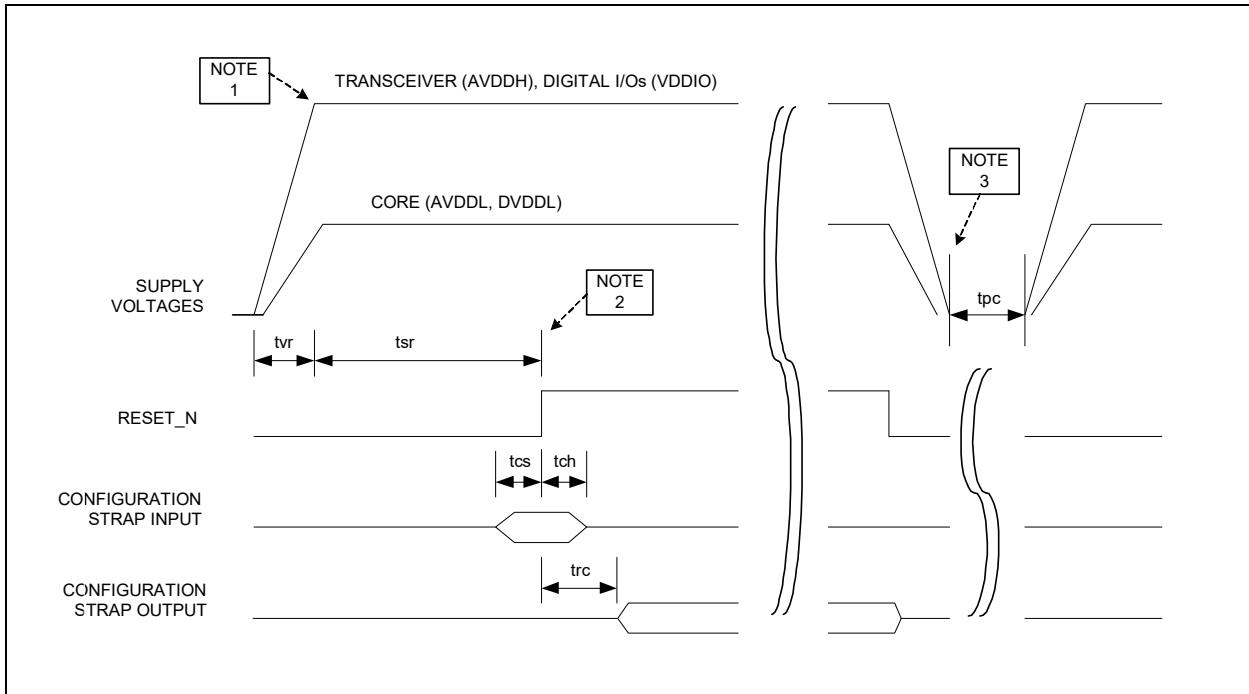 NOTE
1
TRANSCEIVER (AVDDH), DIGITAL I/Os (VDDIO)
NOTE
3
CORE (AVDDL, DVDDL)
SUPPLY
VOLTAGES
NOTE
2
tpc
tvr
tsr
RESET_N
tcs
tch
CONFIGURATION
STRAP INPUT
trc
CONFIGURATION
STRAP OUTPUT